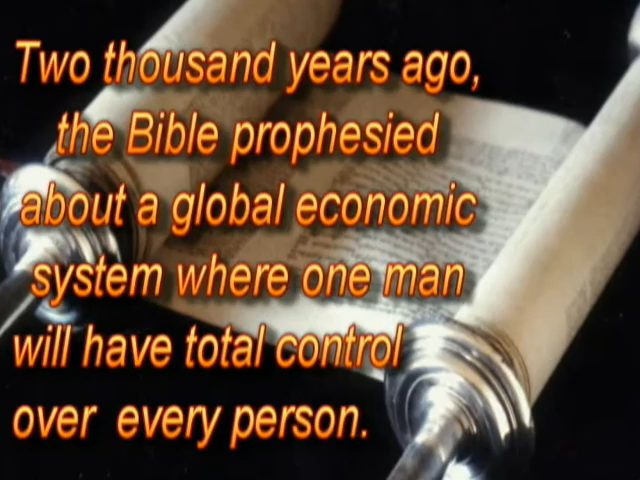 Two thousand years ago,
the Bible prophesied
about a global economic
system where one man
will have total control
over every person.